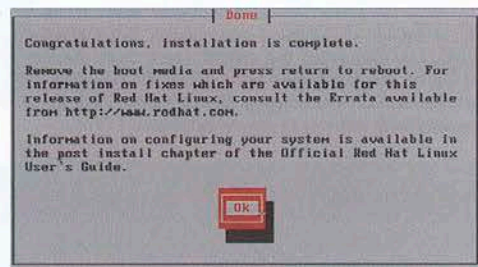 Done
Congratulations, installation is complete.
Remove the boot media and press return to reboot. For
information on fixes which are available for this
release of Red Hat Linux, consult the Errata available
from http://www.redhat.com.
Information on configuring your system is available in
the post install chapter of the Official Red Hat Linux
User's Guide.
Ok